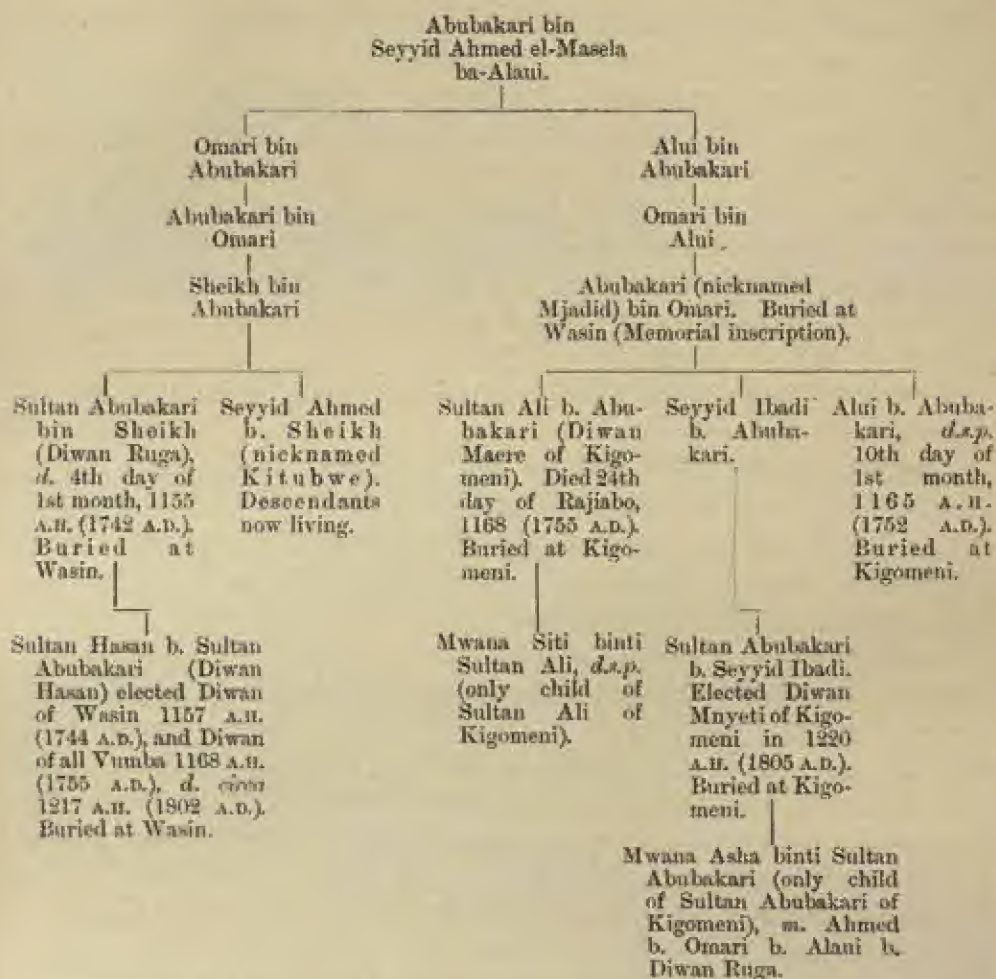 Abubakari bin
Seyyid Ahmed el-Masela
ba-Alaui.
Omari bin
Abubakari
Alui bin
Abubakari
Abubakari bin
Omari
Omari bin
Alui
Sheikh bin
Abubakari
Abubakari (nicknamed
Mjadid) bin Omari. Buried at
Wasin (Memorial inscription).
Sultan Abubakari
bin Sheikh
(Diwan Ruga),
d. 4th day of
1st month, 1155
A.H. (1742 A.D.).
Buried at
Wasin.
Seyyid Ahmed
b. Sheikh
(nicknamed
Kitubwe).
Descendants
now living.
Sultan Ali b. Abu-
bakari (Diwan
Maere of Kigo-
meni). Died 24th
day of Rajiabo,
1168 (1755 A.D.).
Buried at Kigo-
meni.
Seyyid Ibadi
b. Abuba-
kari.
Alui b. Abuba-
kari, d.s.p.
10th day of
1st month,
1165 A.H.
(1752 A.D.).
Buried at
Kigomeni.
Sultan Hasan b. Sultan
Abubakari (Diwan
Hasan) elected Diwan
of Wasin 1157 A.H.
(1744 A.D.), and Diwan
of all Vumba 1168 A.H.
(1755 A.D.), d. circa
1217 A.H. (1802 A.D.).
Buried at Wasin.
Mwana Siti binti
Sultan Ali, d.s.p.
(only child of
Sultan Ali of
Kigomeni).
Sultan Abubakari
b. Seyyid Ibadi.
Elected Diwan
Mnyeti of Kigo-
meni in 1220
A.H. (1805 A.D.).
Buried at Kigo-
meni.
Mwana Asha binti Sultan
Abubakari (only child
of Sultan Abubakari of
Kigomeni), m. Ahmed
b. Omari b. Alaui b.
Diwan Ruga.